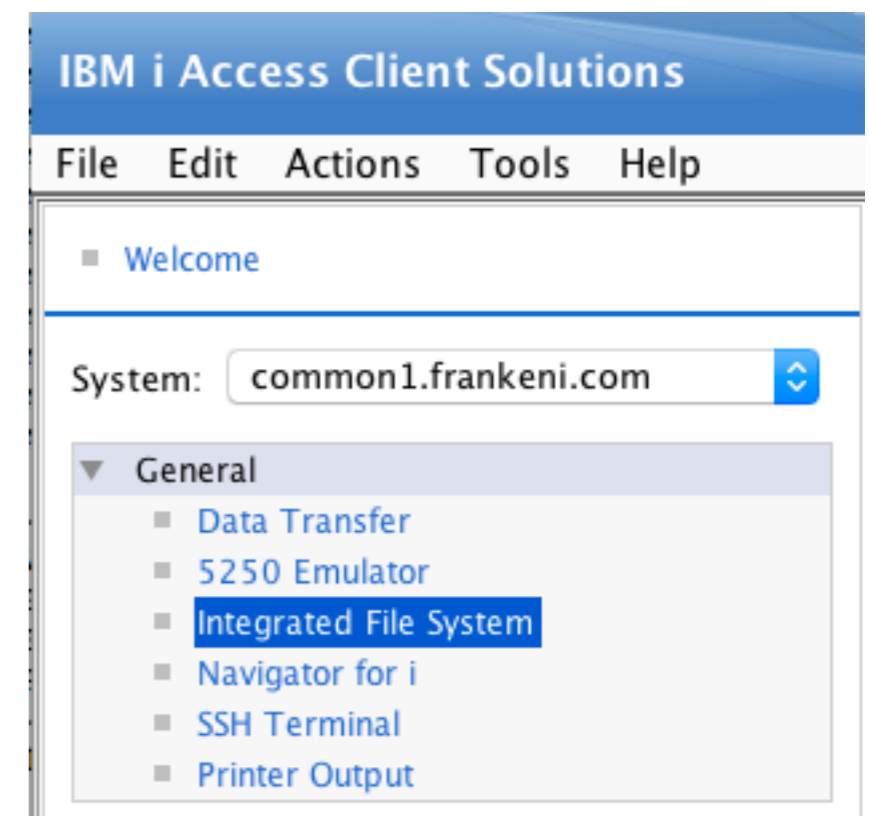 IBM i Access Client Solutions
File Edit Actions Tools Help
Welcome
System: common1.frankeni.com
General
Data Transfer
5250 Emulator
Integrated File System
Navigator for i
SSH Terminal
Printer Output